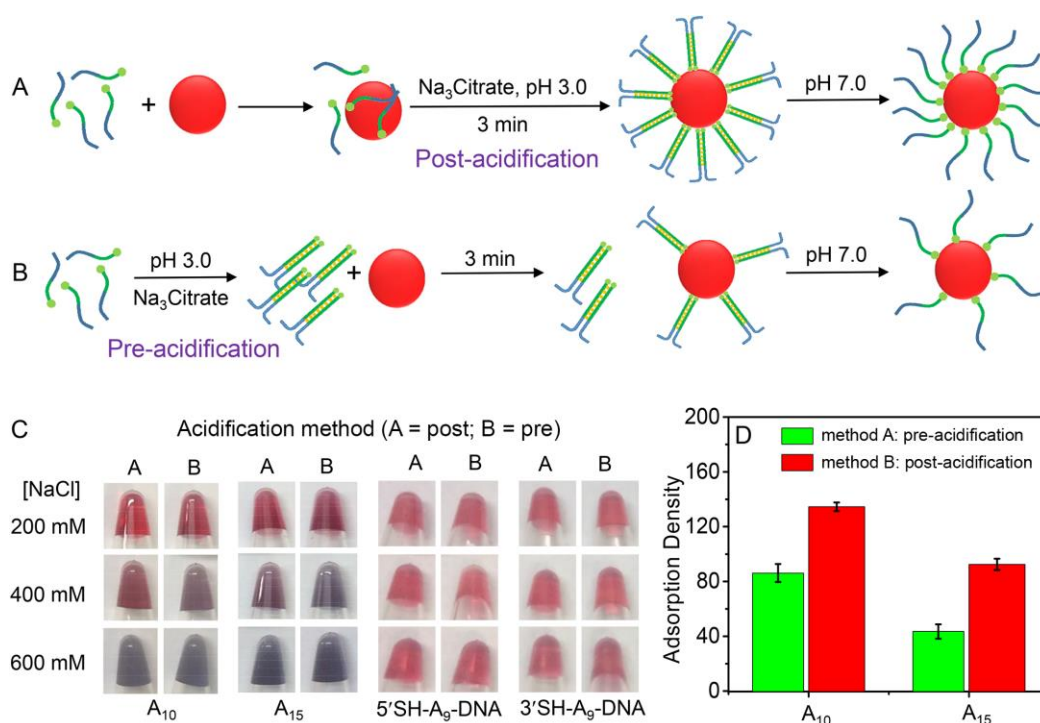 A
+
Na₃Citrate, pH 3.0
3 min
Post-acidification
pH 7.0
B
pH 3.0
Na₃Citrate
Pre-acidification
+
3 min
pH 7.0
C
Acidification method (A = post; B = pre)
A B A B A B A B
[NaCl]
200 mM
400 mM
600 mM
A₁₀ A₁₅ 5′SH-A₉-DNA 3′SH-A₉-DNA
D
method A: pre-acidification
method B: post-acidification
Adsorption Density
200
160
120
80
40
0
A₁₀ A₁₅